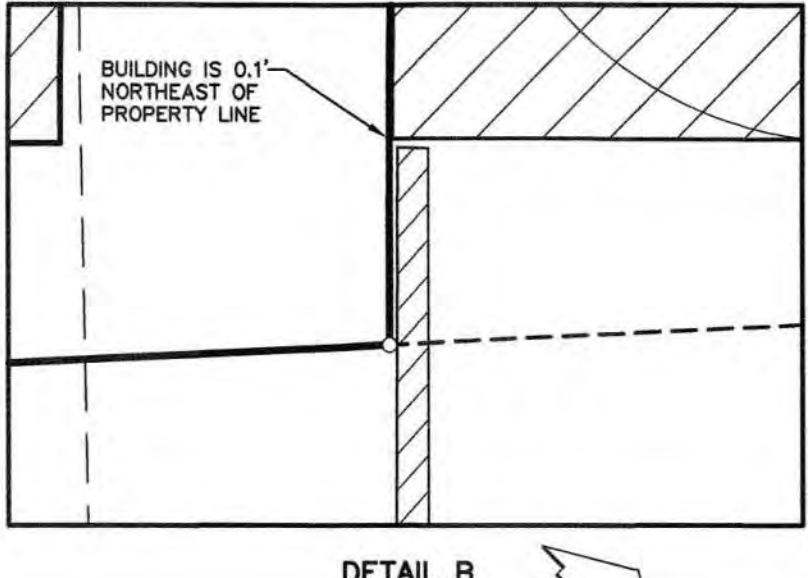 BUILDING IS 0.1'
NORTHEAST OF
PROPERTY LINE
DETAIL B